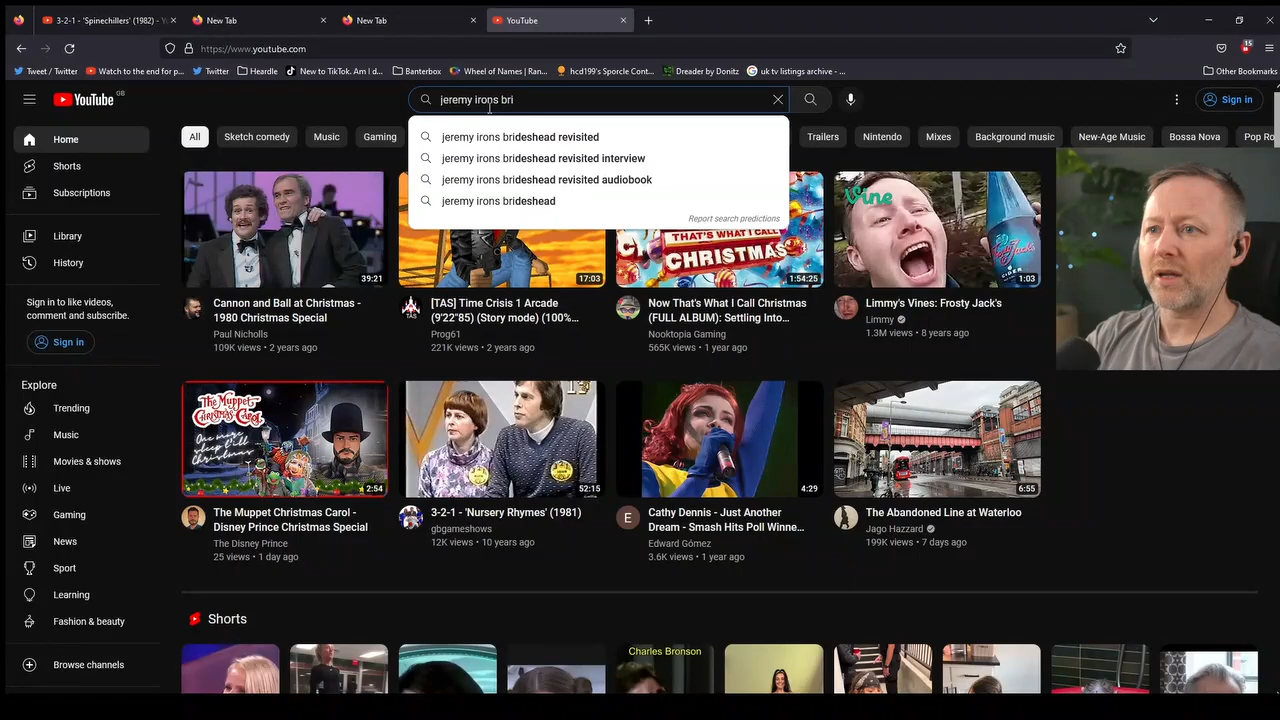 3-2-1 - 'Spinechillers' (1982) - Y
New Tab
New Tab
YouTube
https://www.youtube.com
15
Tweet / Twitter
Watch to the end for p...
Twitter
Heardle
New to TikTok. Am I d...
Banterbox
Wheel of Names | Ran...
hcd199's Sporcle Cont...
Dreader by Donitz
uk tv listings archive - ...
Other Bookmarks
YouTube GB
jeremy irons bri
Sign in
jeremy irons brideshead revisited
jeremy irons brideshead revisited interview
jeremy irons brideshead revisited audiobook
jeremy irons brideshead
Report search predictions
Home
Shorts
Subscriptions
Library
History
Sign in to like videos,
comment and subscribe.
Sign in
Explore
Trending
Music
Movies & shows
Live
Gaming
News
Sport
Learning
Fashion & beauty
Browse channels
All
Sketch comedy
Music
Gaming
Trailers
Nintendo
Mixes
Background music
New-Age Music
Bossa Nova
Pop Ro
39:21
Cannon and Ball at Christmas -
1980 Christmas Special
Paul Nicholls
109K views • 2 years ago
17:03
TAS
[TAS] Time Crisis 1 Arcade
(9'22"85) (Story mode) (100%...
Prog61
221K views • 2 years ago
THAT'S WHAT I CALL
CHRISTMAS
1:54:25
Now That's What I Call Christmas
(FULL ALBUM): Settling Into...
Nooktopia Gaming
565K views • 1 year ago
Vine
1:03
Limmy's Vines: Frosty Jack's
Limmy
1.3M views • 8 years ago
The Muppet
Christmas Carol
One more
sleep till
Christmas
2:54
The Muppet Christmas Carol -
Disney Prince Christmas Special
The Disney Prince
25 views • 1 day ago
52:15
3-2-1 - 'Nursery Rhymes' (1981)
gbgameshows
12K views • 10 years ago
4:29
E
Cathy Dennis - Just Another
Dream - Smash Hits Poll Winne...
Edward Gómez
3.6K views • 1 year ago
6:55
The Abandoned Line at Waterloo
Jago Hazzard
199K views • 7 days ago
Shorts
Charles Bronson